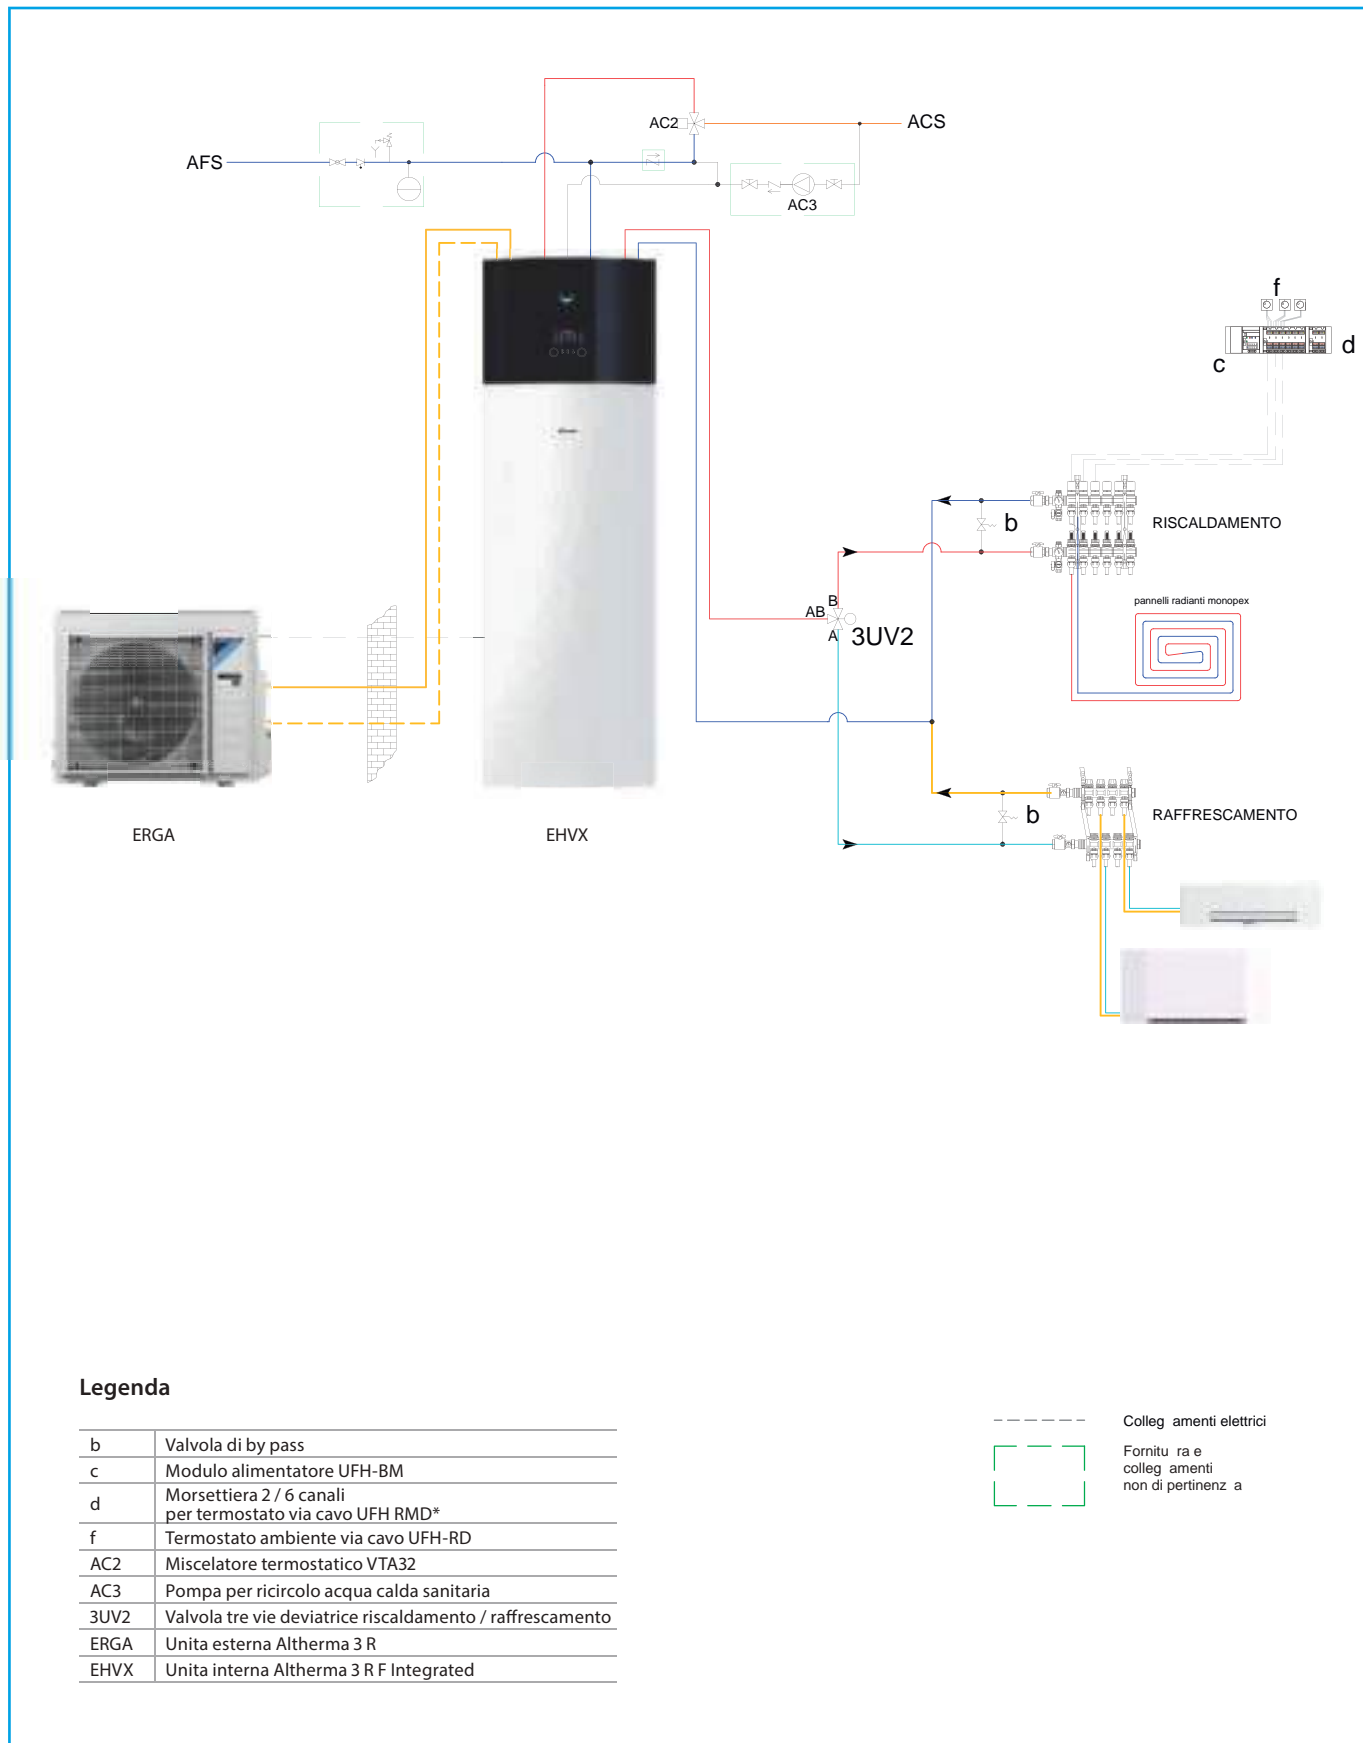 AC2
ACS
AFS
AC3
f
c
d
b
RISCALDAMENTO
pannelli radianti monopex
B
AB
A
3UV2
b
RAFFRESCAMENTO
ERGA
EHVX
Legenda
b Valvola di by pass
c Modulo alimentatore UFH-BM
d Morsettiera 2 / 6 canali
per termostato via cavo UFH RMD*
f Termostato ambiente via cavo UFH-RD
AC2 Miscelatore termostatico VTA32
AC3 Pompa per ricircolo acqua calda sanitaria
3UV2 Valvola tre vie deviatrice riscaldamento / raffrescamento
ERGA Unita esterna Altherma 3 R
EHVX Unita interna Altherma 3 R F Integrated
Colleg amenti elettrici
Fornitu ra e
colleg amenti
non di pertinenz a